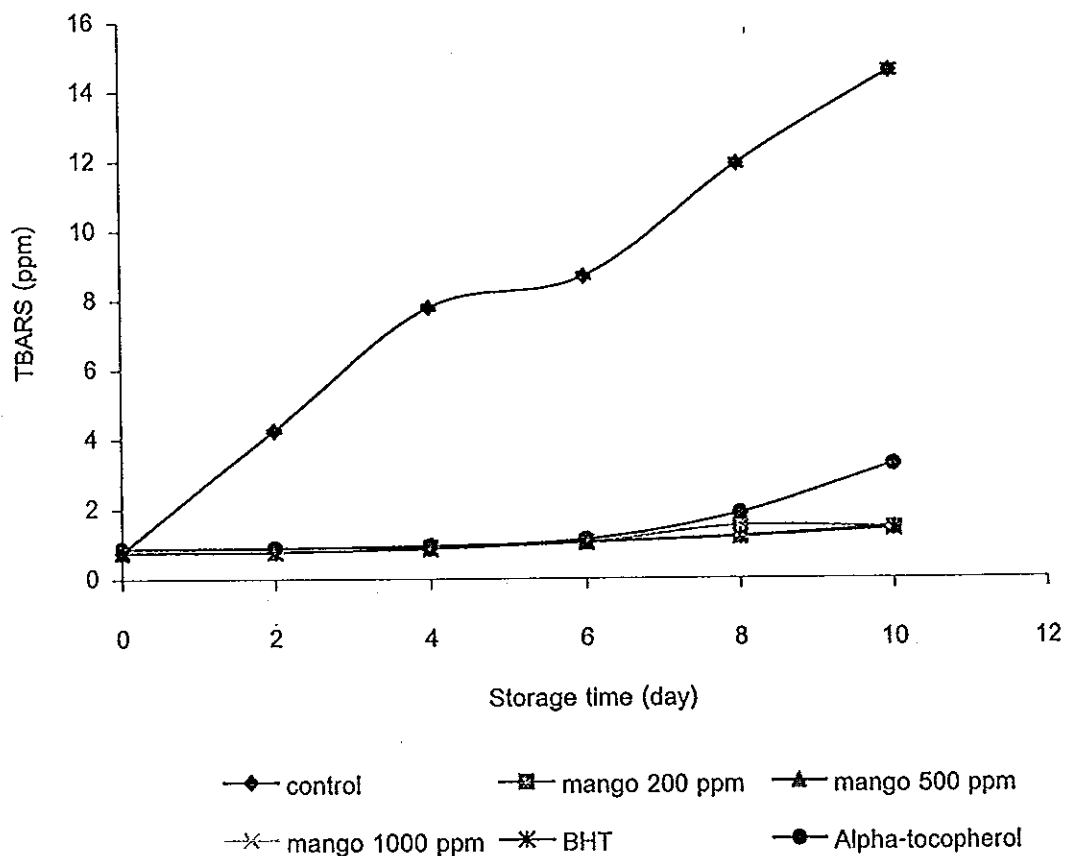 16
14
12
10
8
6
4
2
0
TBARS (ppm)
0 2 4 6 8 10 12
Storage time (day)
control mango 200 ppm mango 500 ppm
mango 1000 ppm BHT Alpha-tocopherol